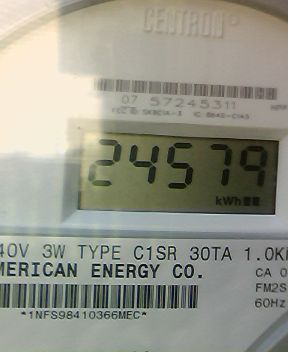 CENTRON®
07 57245311
24579
kWh
40V 3W TYPE C1SR 30TA 1.0K
MERICAN ENERGY CO.
CA 0
FM2S
60Hz
*1NFS98410366MEC*